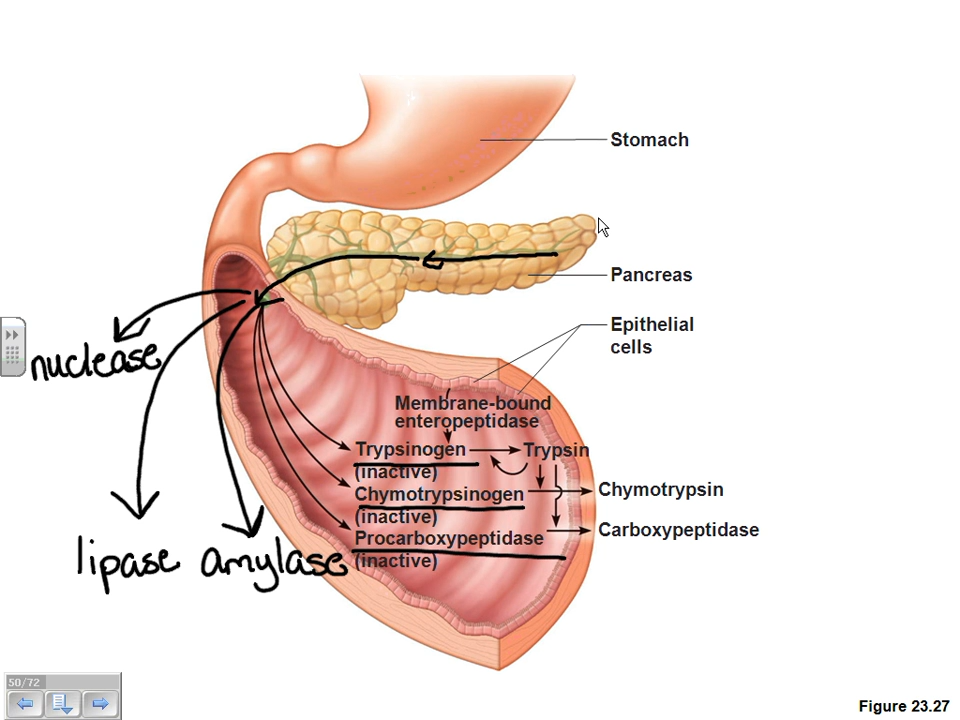 Stomach
Pancreas
Epithelial
cells
nuclease
Membrane-bound
enteropeptidase
Trypsinogen
Trypsin
(inactive)
Chymotrypsinogen
Chymotrypsin
(inactive)
Carboxypeptidase
Procarboxypeptidase
(inactive)
lipase amylase
50/72
Figure 23.27